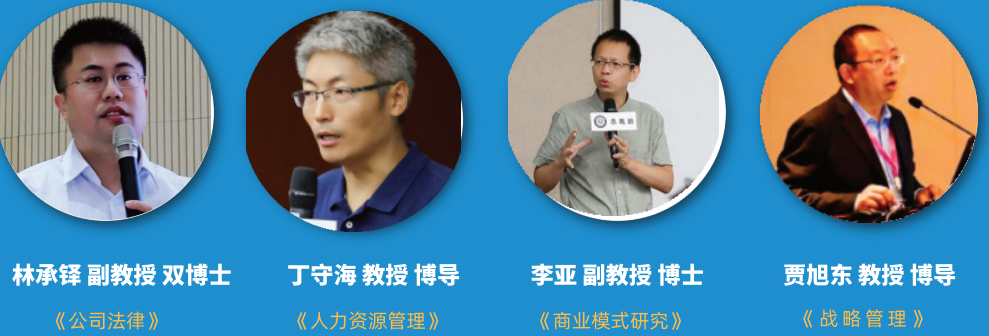 林承铎 副教授 双博士
丁守海 教授 博导
李亚 副教授 博士
贾旭东 教授 博导
《公司法律》
《人力资源管理》
《商业模式研究》
《战略管理》